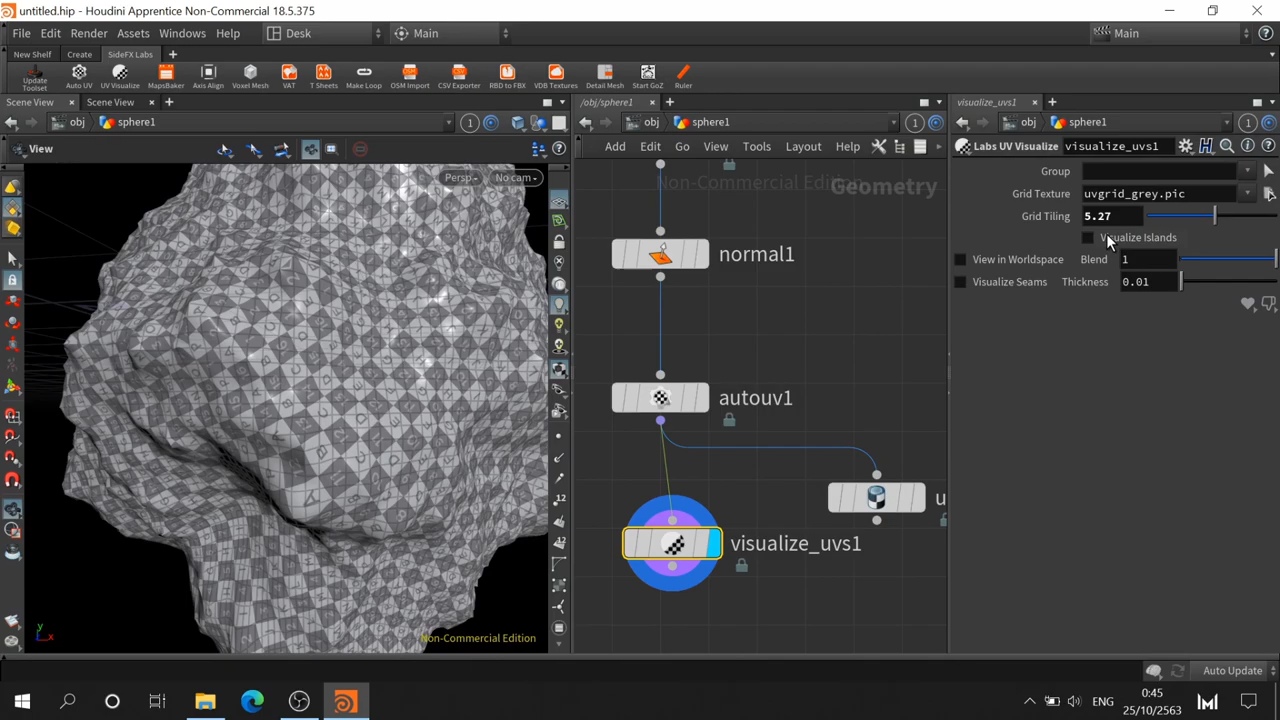 untitled.hip - Houdini Apprentice Non-Commercial 18.5.375
File Edit Render Assets Windows Help Desk Main Main
New Shelf Create SideFX Labs
Update Toolset Auto UV UV Visualize MapsBaker Axis Align Voxel Mesh VAT T Sheets Make Loop OSM Import CSV Exporter RBD to FBX VDB Textures Detail Mesh Start GoZ Ruler
Scene View Scene View /obj/sphere1 visualize_uvs1
obj sphere1 1 obj sphere1 1 obj sphere1 1
View Add Edit Go View Tools Layout Help Labs UV Visualize visualize_uvs1
Persp No cam
Non-Commercial Edition Geometry
Group
Grid Texture uvgrid_grey.pic
Grid Tiling 5.27
Visualize Islands
View in Worldspace Blend 1
Visualize Seams Thickness 0.01
normal1
autouv1
u
visualize_uvs1
.12
.12
y
x
Non-Commercial Edition
Auto Update
ENG 0:45
25/10/2563